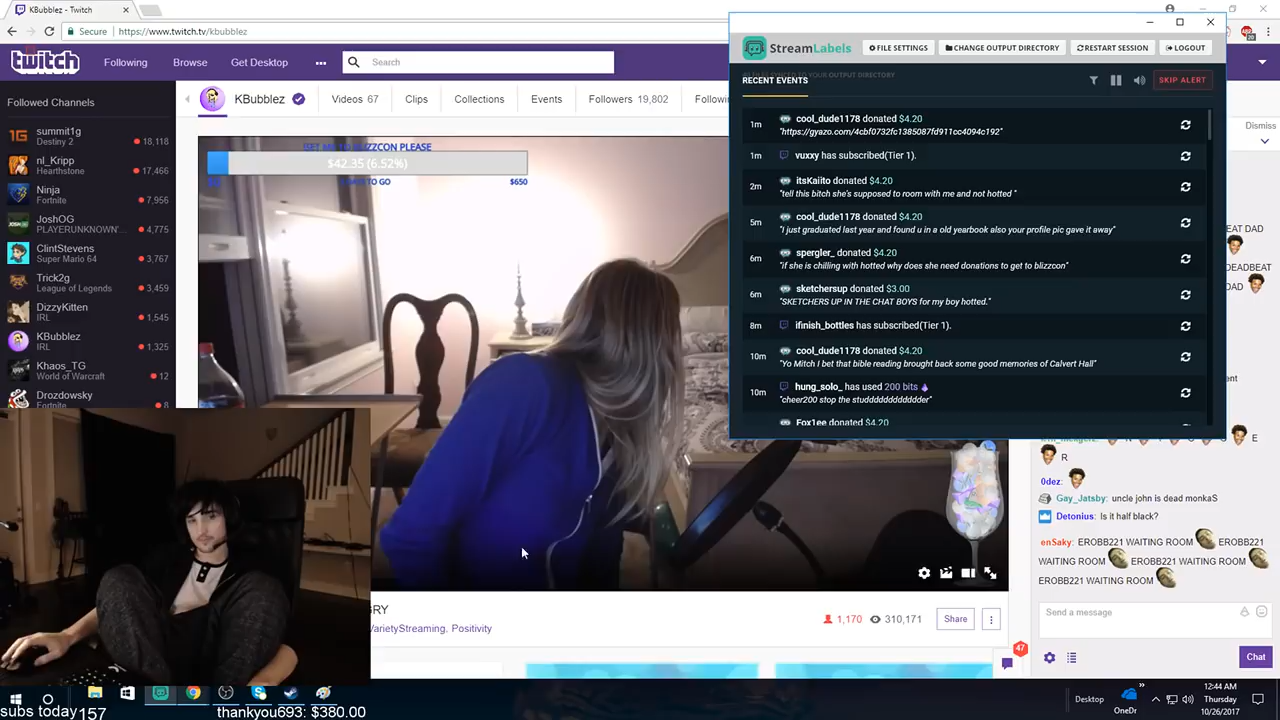 KBubblez - Twitch
Secure
https://www.twitch.tv/kbubblez
20
twitch
Following
Browse
Get Desktop
Search
Followed Channels
summit1g
Destiny 2
18,118
nl_Kripp
Hearthstone
17,466
Ninja
Fortnite
7,956
JoshOG
PLAYERUNKNOWN'...
4,775
ClintStevens
Super Mario 64
3,767
Trick2g
League of Legends
3,459
DizzyKitten
IRL
1,545
KBubblez
IRL
1,325
Khaos_TG
World of Warcraft
12
Drozdowsky
Fortnite
KBubblez
Videos 67
Clips
Collections
Events
Followers 19,802
GET ME TO BLIZZCON PLEASE
$42.35 (6.52%)
$650
StreamLabels
FILE SETTINGS
CHANGE OUTPUT DIRECTORY
RESTART SESSION
LOGOUT
RECENT EVENTS
SKIP ALERT
1m
cool_dude1178 donated $4.20
"https://gyazo.com/4cbf0732fc1385087fd911cc4094c192"
1m
vuxxy has subscribed(Tier 1).
2m
itsKaiito donated $4.20
"tell this bitch she's supposed to room with me and not hotted "
5m
cool_dude1178 donated $4.20
"I just graduated last year and found u in a old yearbook also your profile pic gave it away"
6m
spergler_ donated $4.20
"if she is chilling with hotted why does she need donations to get to blizzcon"
6m
sketchersup donated $3.00
"SKETCHERS UP IN THE CHAT BOYS for my boy hotted."
8m
ifinish_bottles has subscribed(Tier 1).
10m
cool_dude1178 donated $4.20
"Yo Mitch I bet that bible reading brought back some good memories of Calvert Hall"
10m
hung_solo_ has used 200 bits
"cheer200 stop the studdddddddddder"
Fox1ee donated $4.20
Dismiss
EAT DAD
DEADBEAT
DAD
E
R
0dez:
Gay_Jatsby: uncle john is dead monkaS
Detonius: Is it half black?
enSaky: EROBB221
WAITING ROOM EROBB221
WAITING ROOM EROBB221
WAITING ROOM EROBB221
EROBB221 WAITING ROOM
Send a message
Chat
GRY
VarietyStreaming, Positivity
1,170
310,171
Share
47
subs today 157
thankyou693: $380.00
Desktop
OneDr
12:44 AM
Thursday
10/26/2017